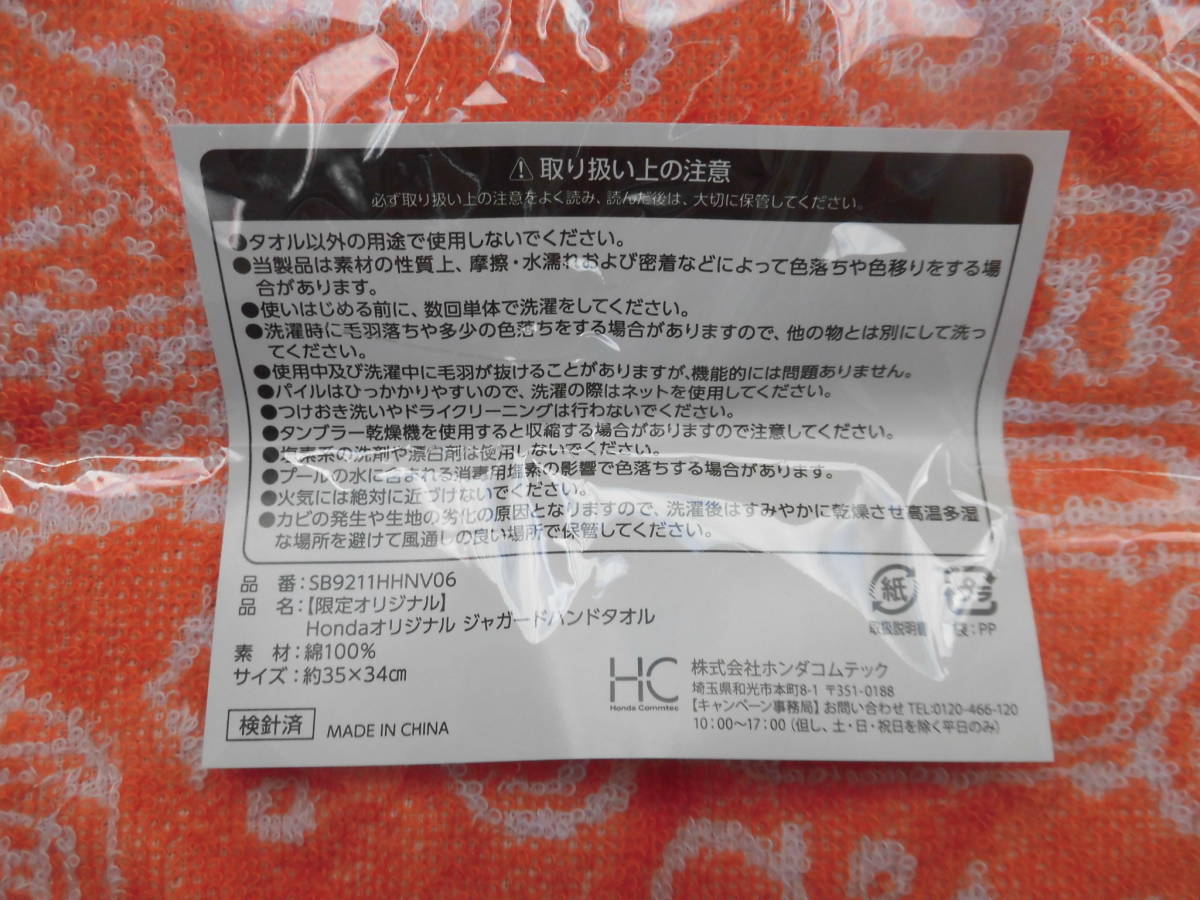 ⚠ 取り扱い上の注意
必ず取り扱い上の注意をよく読み、読んだ後は、大切に保管してください。
●タオル以外の用途で使用しないでください。
●当製品は素材の性質上、摩擦・水濡れおよび密着などによって色落ちや色移りをする場
合があります。
●使いはじめる前に、数回単体で洗濯をしてください。
●洗濯時に毛羽落ちや多少の色落ちをする場合がありますので、他の物とは別にして洗っ
てください。
●使用中及び洗濯中に毛羽が抜けることがありますが、機能的には問題ありません。
●パイルはひっかかりやすいので、洗濯の際はネットを使用してください。
●つけおき洗いやドライクリーニングは行わないでください。
●タンブラー乾燥機を使用すると収縮する場合がありますので注意してください。
●塩素系の洗剤や漂白剤は使用しないでください。
●プールの水に含まれる消毒用塩素の影響で色落ちする場合があります。
●火気には絶対に近づけないでください。
●カビの発生や生地の劣化の原因となりますので、洗濯後はすみやかに乾燥させ高温多湿
な場所を避けて風通しの良い場所で保管してください。
品 番：SB9211HHNV06
品 名：【限定オリジナル】
Hondaオリジナル ジャガードハンドタオル
素 材：綿100%
サイズ：約35×34㎝
検針済 MADE IN CHINA
紙 プラ
取扱説明書 袋：PP
HC
Honda Commtec
株式会社ホンダコムテック
埼玉県和光市本町8-1 〒351-0188
【キャンペーン事務局】お問い合わせ TEL:0120-466-120
10：00～17：00（但し、土・日・祝日を除く平日のみ）